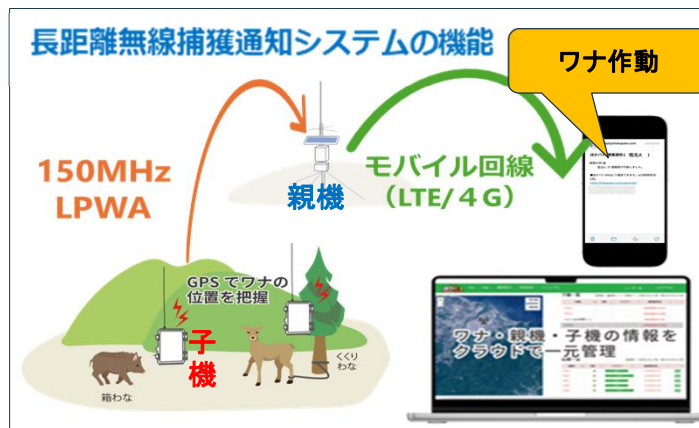 長距離無線捕獲通知システムの機能
ワナ作動
150MHz
LPWA
親機
モバイル回線
（LTE/４G）
GPSでワナの
位置を把握
子機
くくり
わな
箱わな
ワナ・親機・子機の情報を
クラウドで一元管理